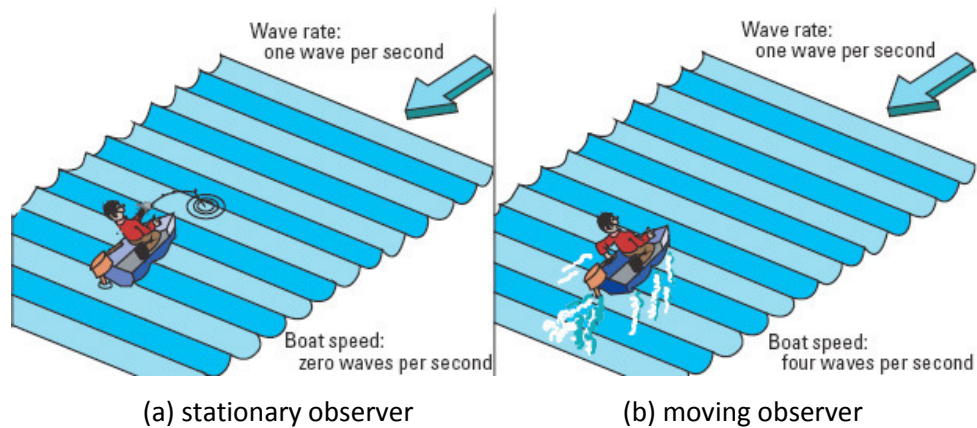 Wave rate:
one wave per second
Boat speed:
zero waves per second
(a) stationary observer
Wave rate:
one wave per second
Boat speed:
four waves per second
(b) moving observer